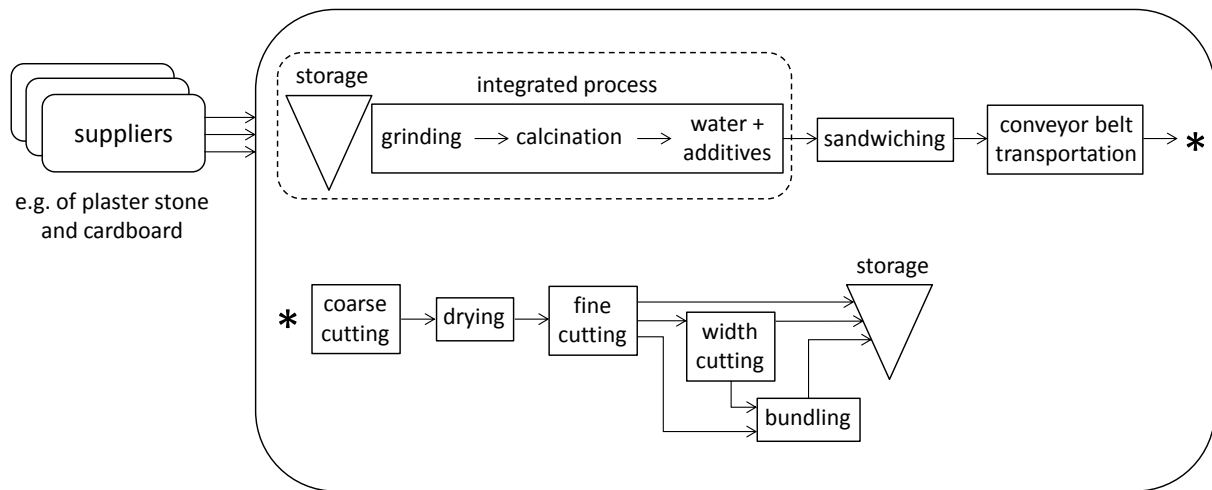 suppliers
e.g. of plaster stone
and cardboard
storage
integrated process
grinding
calcination
water +
additives
sandwiching
conveyor belt
transportation
*
*
coarse
cutting
drying
fine
cutting
width
cutting
bundling
storage